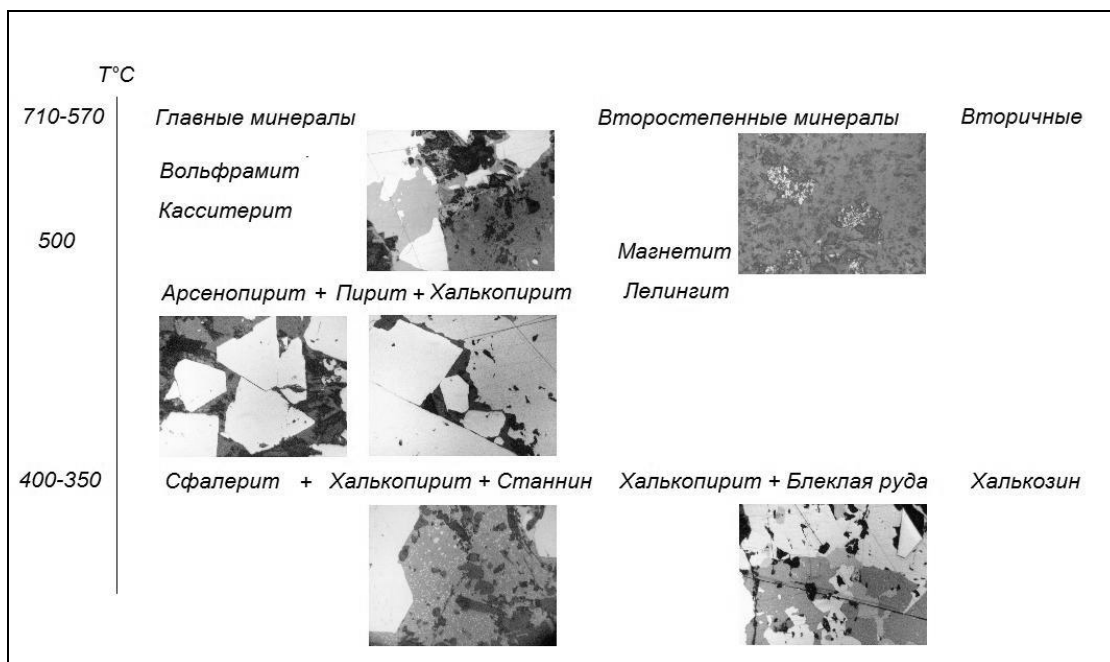 T°C
710-570 Главные минералы Второстепенные минералы Вторичные
Вольфрамит
Касситерит
500
Магнетит
Арсенопирит + Пирит + Халькопирит Лелингит
400-350 Сфалерит + Халькопирит + Станнин Халькопирит + Блеклая руда Халькозин